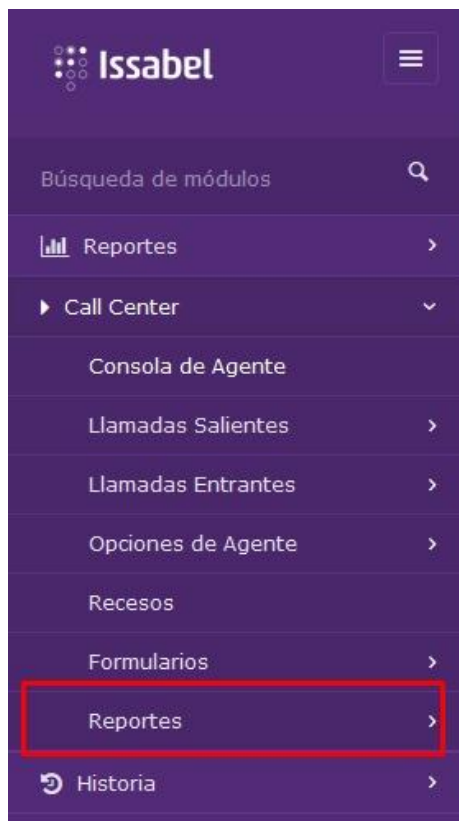 Issabel
Búsqueda de módulos
Reportes
Call Center
Consola de Agente
Llamadas Salientes
Llamadas Entrantes
Opciones de Agente
Recesos
Formularios
Reportes
Historia